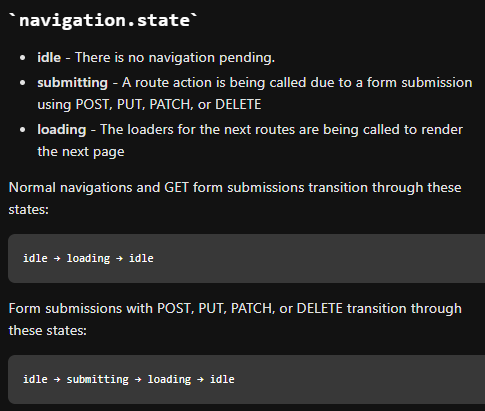 `navigation.state`
• idle - There is no navigation pending.
• submitting - A route action is being called due to a form submission
using POST, PUT, PATCH, or DELETE
• loading - The loaders for the next routes are being called to render
the next page
Normal navigations and GET form submissions transition through these
states:
idle → loading → idle
Form submissions with POST, PUT, PATCH, or DELETE transition through
these states:
idle → submitting → loading → idle